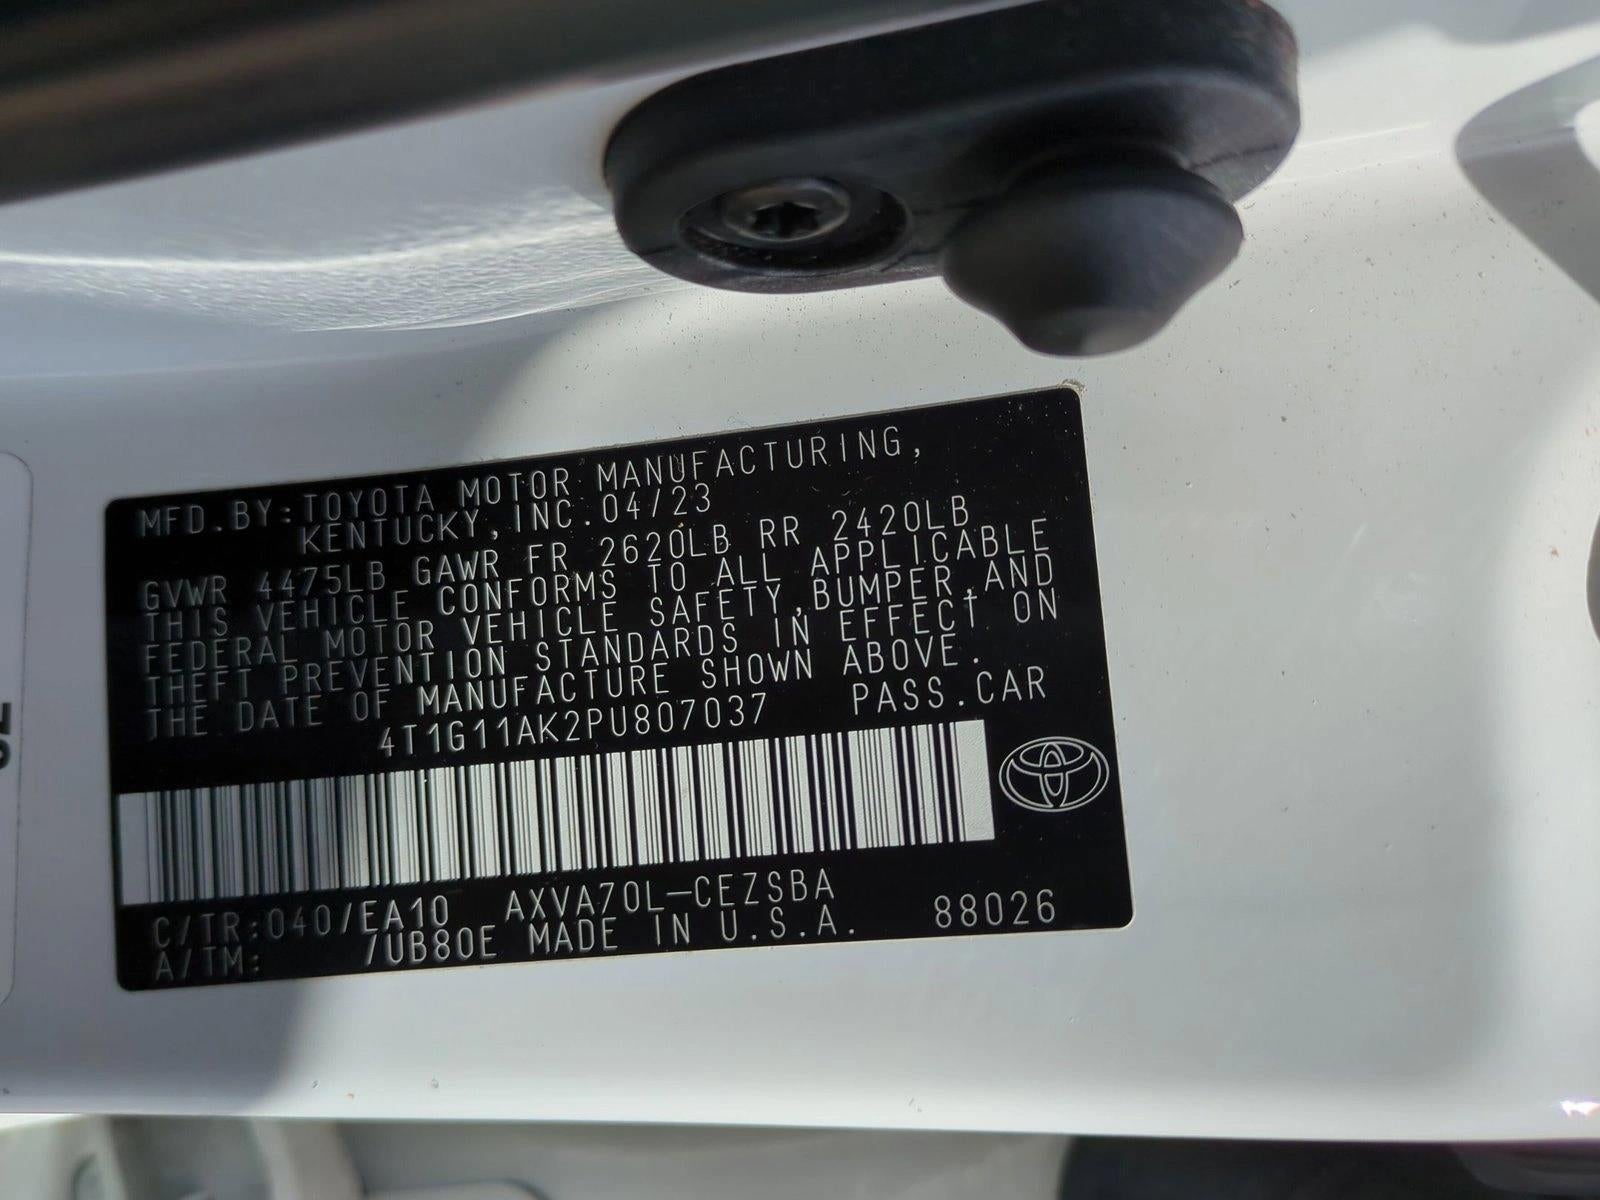 MFD.BY:TOYOTA MOTOR MANUFACTURING,
KENTUCKY,INC.04/23
GVWR 4475LB GAWR FR 2620LB RR 2420LB
THIS VEHICLE CONFORMS TO ALL APPLICABLE
FEDERAL MOTOR VEHICLE SAFETY,BUMPER,AND
THEFT PREVENTION STANDARDS IN EFFECT ON
THE DATE OF MANUFACTURE SHOWN ABOVE.
4T1G11AK2PU807037 PASS.CAR
C/TR:040/EA10 AXVA70L-CEZSBA
A/TM: /UB80E MADE IN U.S.A. 88026